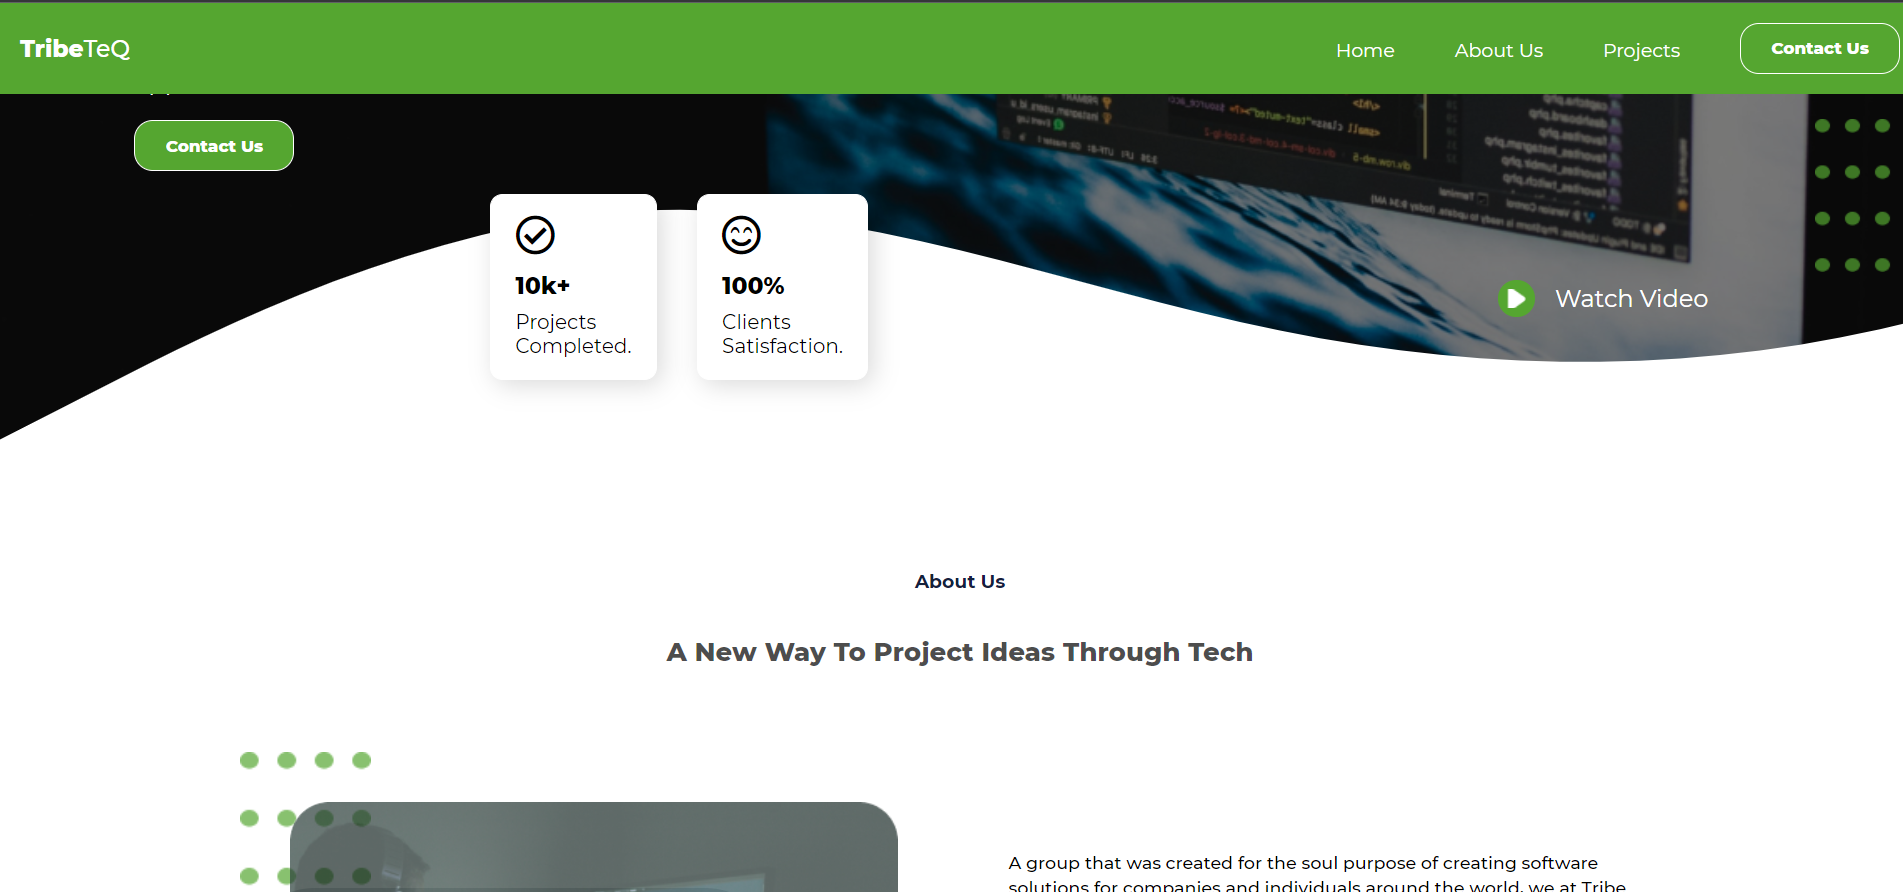 TribeTeQ
Home
About Us
Projects
Contact Us
Contact Us
10k+
Projects
Completed.
100%
Clients
Satisfaction.
Watch Video
About Us
A New Way To Project Ideas Through Tech
A group that was created for the soul purpose of creating software
solutions for companies and individuals around the world, we at Tribe